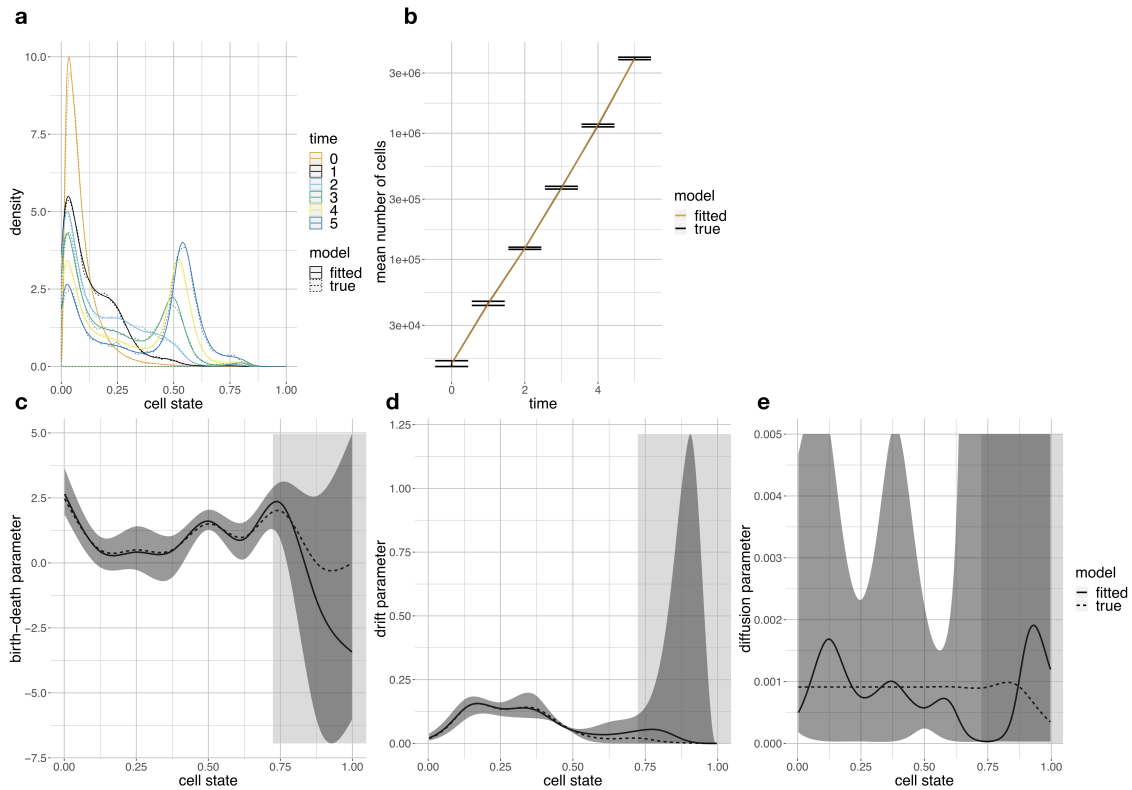 a
b
density
10.0
7.5
5.0
2.5
0.0
0.00
0.25
0.50
0.75
1.00
cell state
time
0
1
2
3
4
5
model
fitted
true
mean number of cells
3e+06
1e+06
3e+05
1e+05
3e+04
0
2
4
time
model
fitted
true
c
d
e
birth−death parameter
5.0
2.5
0.0
−2.5
−5.0
−7.5
0.00
0.25
0.50
0.75
1.00
cell state
drift parameter
1.25
1.00
0.75
0.50
0.25
0.00
0.00
0.25
0.50
0.75
1.00
cell state
diffusion parameter
0.005
0.004
0.003
0.002
0.001
0.000
0.00
0.25
0.50
0.75
1.00
cell state
model
fitted
true